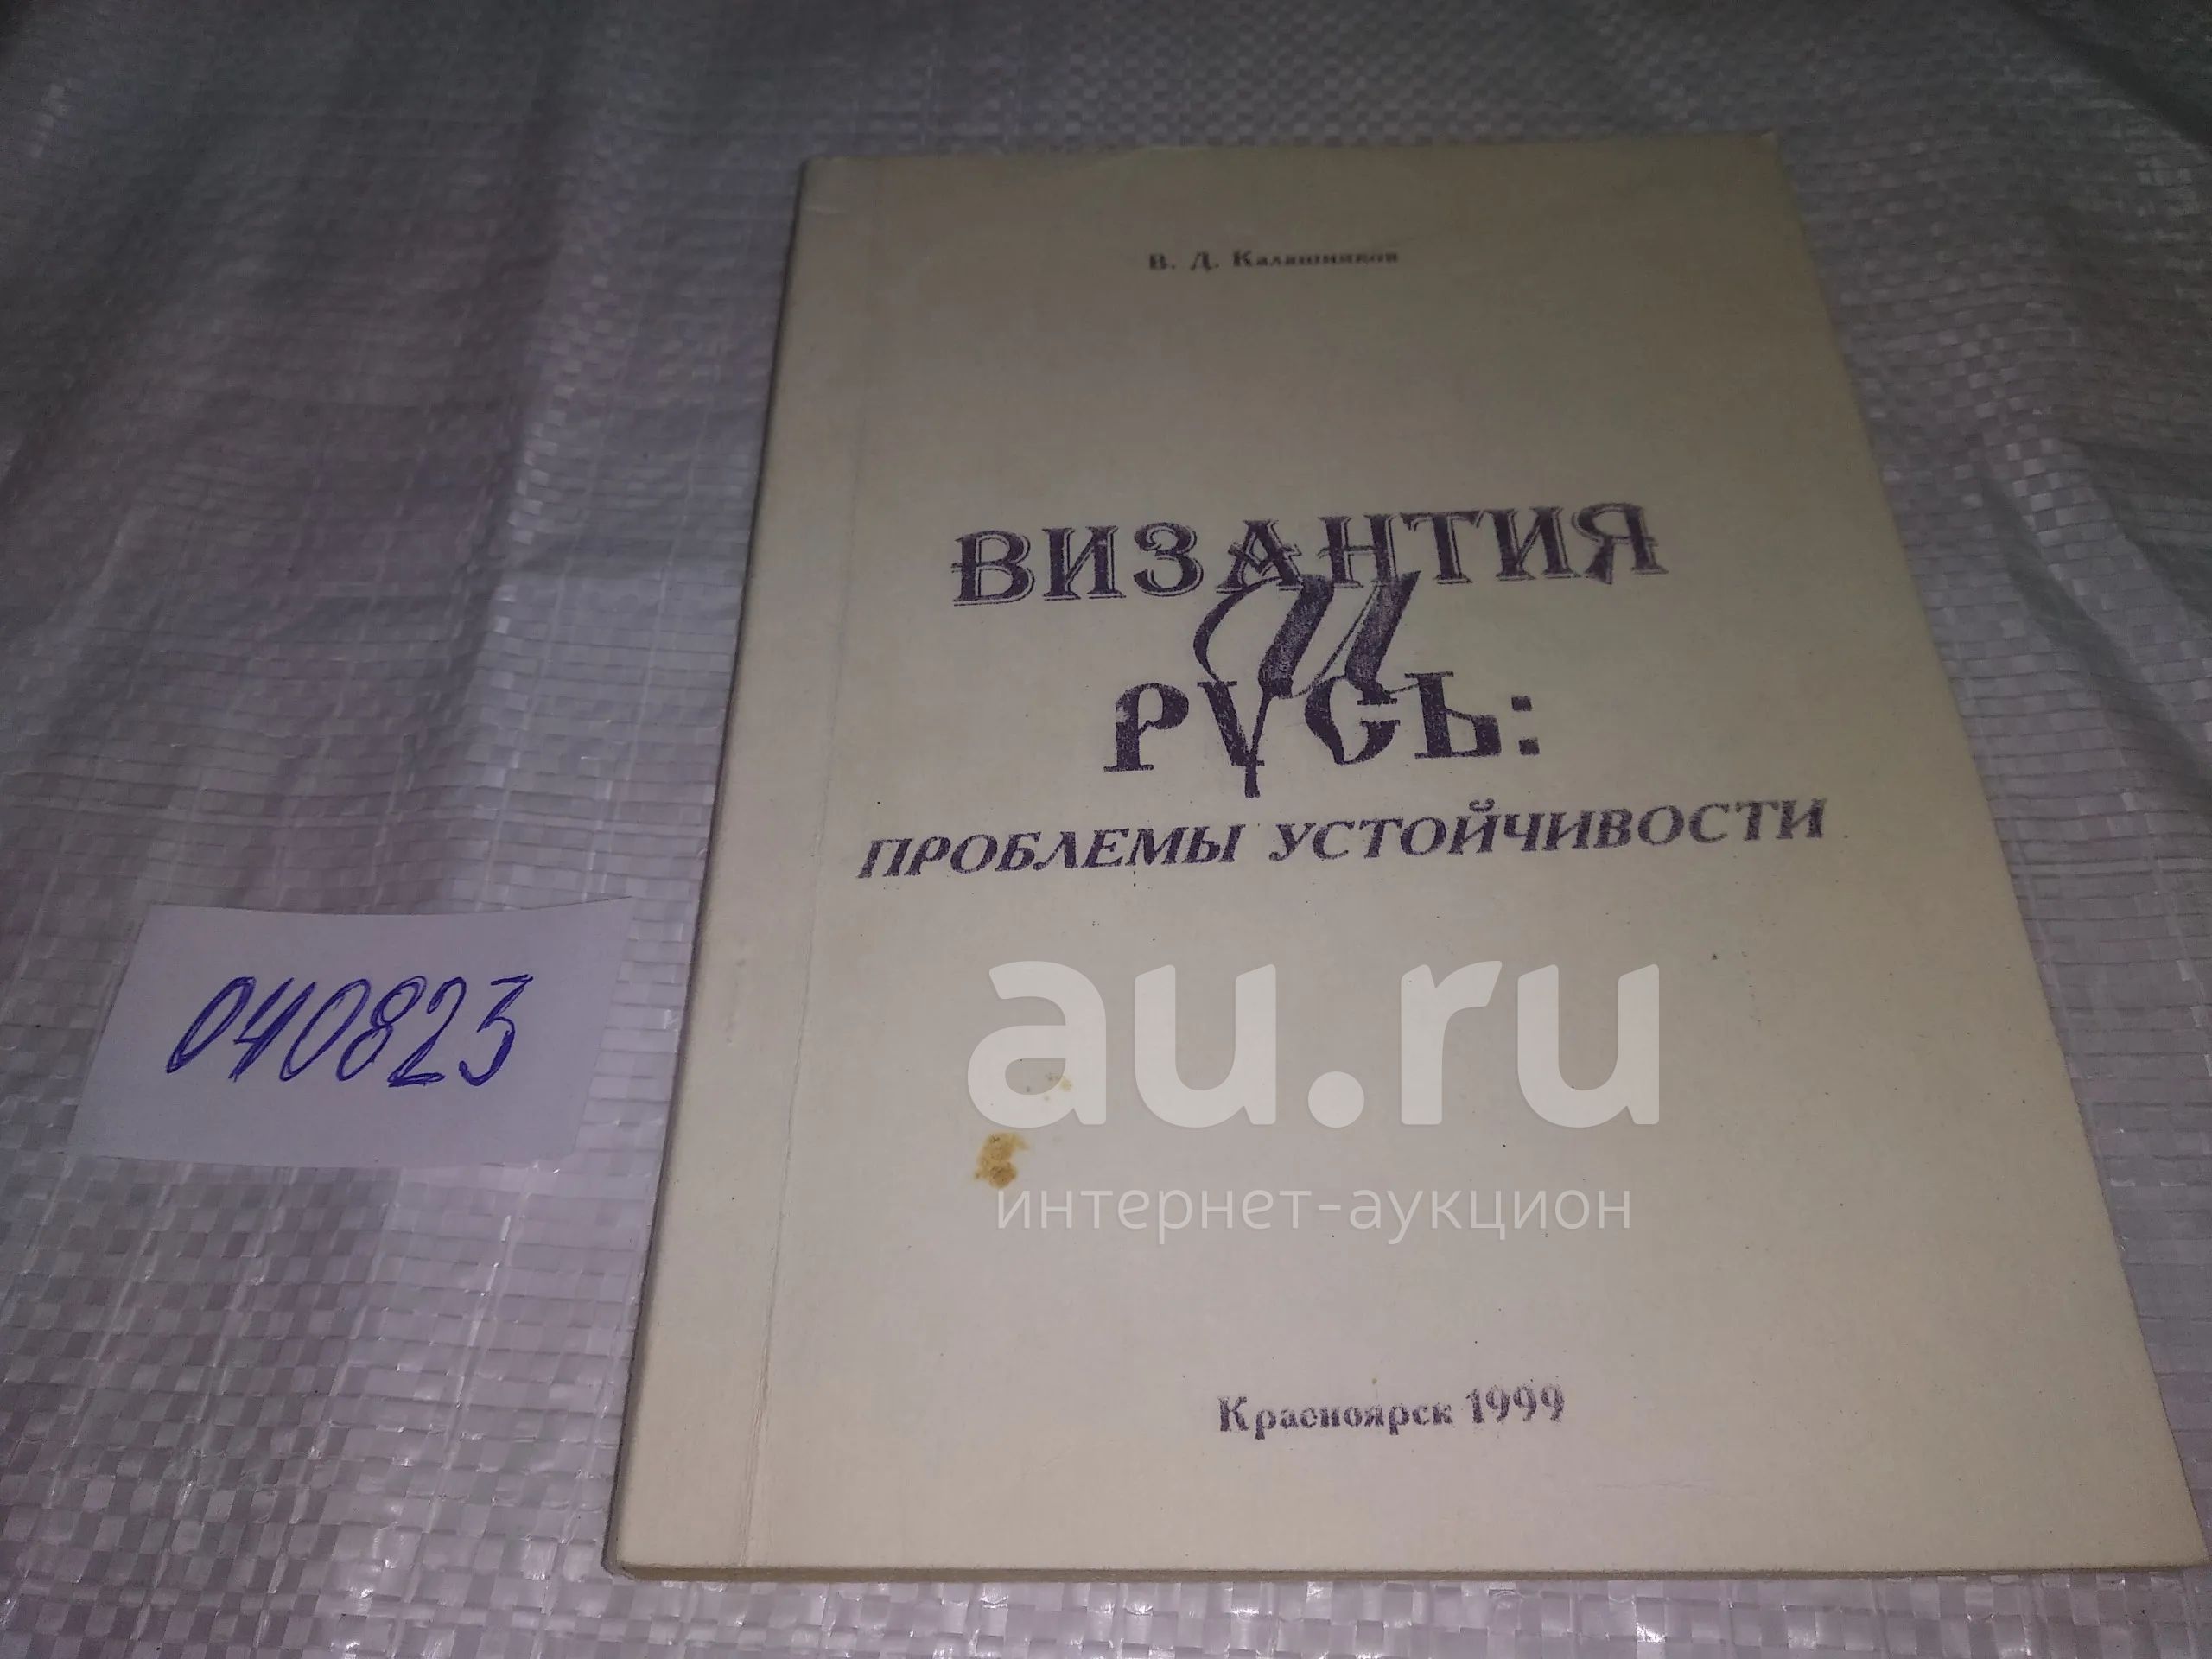 В. Д. Калашников
ВИЗАНТИЯ
И
РУСЬ:
ПРОБЛЕМЫ УСТОЙЧИВОСТИ
040823
au.ru
интернет-аукцион
Красноярск 1999